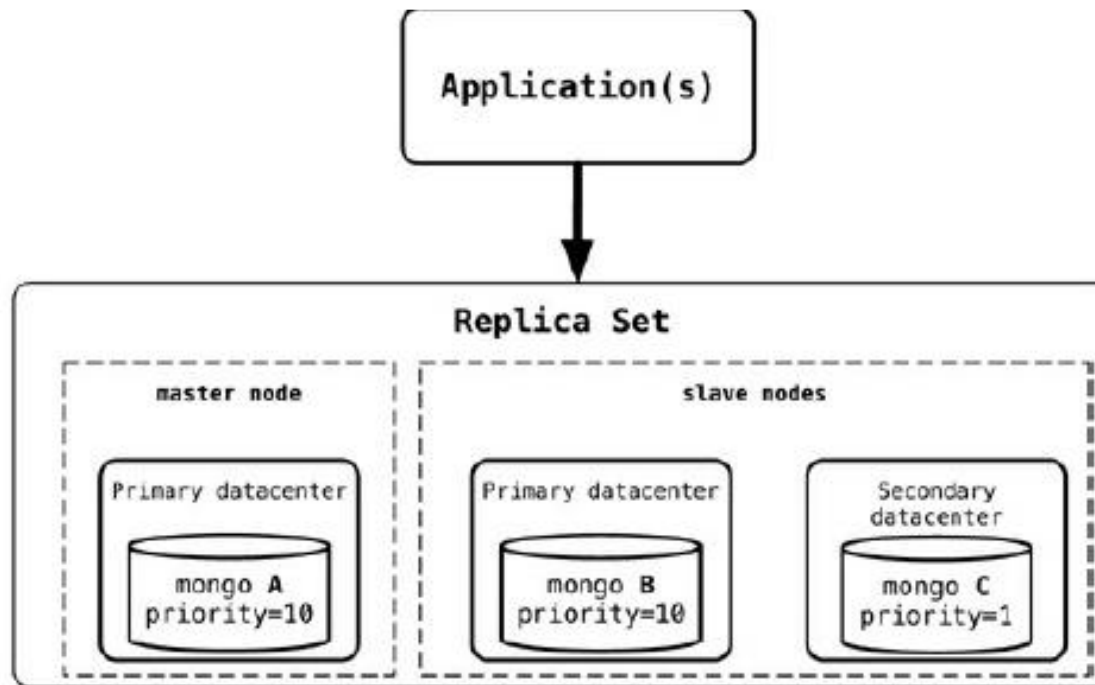 Application(s)
Replica Set
master node
slave nodes
Primary datacenter
mongo A
priority=10
Primary datacenter
mongo B
priority=10
Secondary
datacenter
mongo C
priority=1